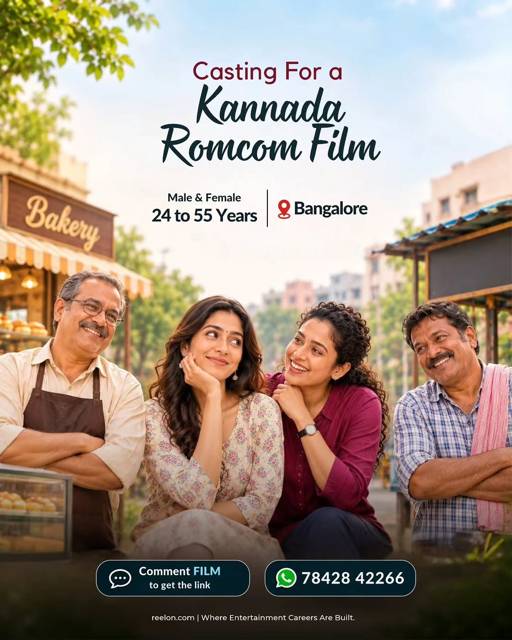 Casting For a
Kannada
Romcom Film
Male & Female
24 to 55 Years
Bangalore
Bakery
Comment FILM
to get the link
78428 42266
reelon.com | Where Entertainment Careers Are Built.